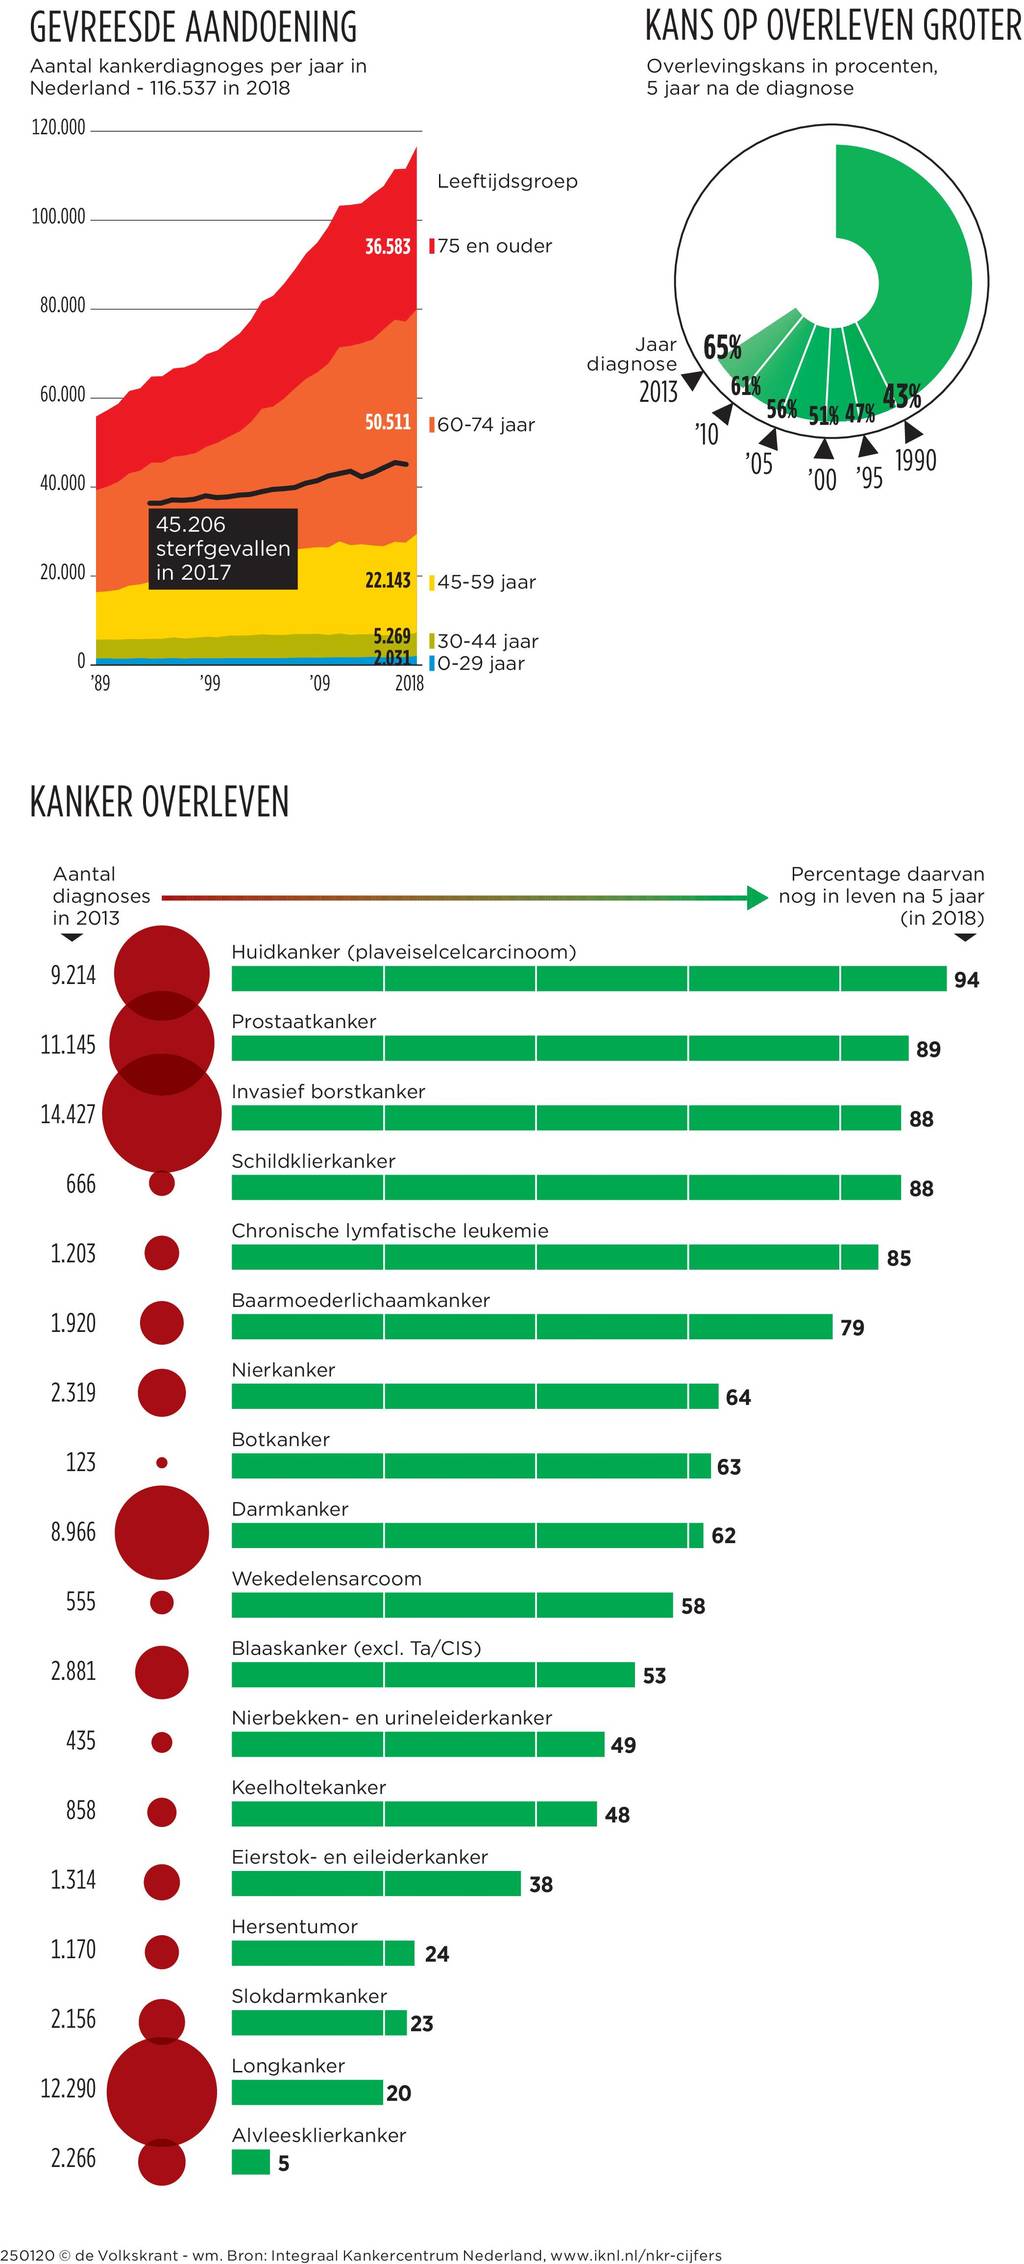 GEVREESDE AANDOENING
Aantal kankerdiagnoges per jaar in
Nederland - 116.537 in 2018
120.000
100.000
80.000
60.000
40.000
20.000
0
'89
'99
'09
2018
Leeftijdsgroep
36.583
75 en ouder
50.511
60-74 jaar
45.206
sterfgevallen
in 2017
22.143
45-59 jaar
5.269
30-44 jaar
2.031
0-29 jaar
KANS OP OVERLEVEN GROTER
Overlevingskans in procenten,
5 jaar na de diagnose
Jaar
diagnose
2013
65%
'10
61%
'05
56%
'00
51%
'95
47%
1990
43%
KANKER OVERLEVEN
Aantal
diagnoses
in 2013
Percentage daarvan
nog in leven na 5 jaar
(in 2018)
Huidkanker (plaveiselcelcarcinoom)
9.214
94
Prostaatkanker
11.145
89
Invasief borstkanker
14.427
88
Schildklierkanker
666
88
Chronische lymfatische leukemie
1.203
85
Baarmoederlichaamkanker
1.920
79
Nierkanker
2.319
64
Botkanker
123
63
Darmkanker
8.966
62
Wekedelensarcoom
555
58
Blaaskanker (excl. Ta/CIS)
2.881
53
Nierbekken- en urineleiderkanker
435
49
Keelholtekanker
858
48
Eierstok- en eileiderkanker
1.314
38
Hersentumor
1.170
24
Slokdarmkanker
2.156
23
Longkanker
12.290
20
Alvleesklierkanker
2.266
5
250120 © de Volkskrant - wm. Bron: Integraal Kankercentrum Nederland, www.iknl.nl/nkr-cijfers